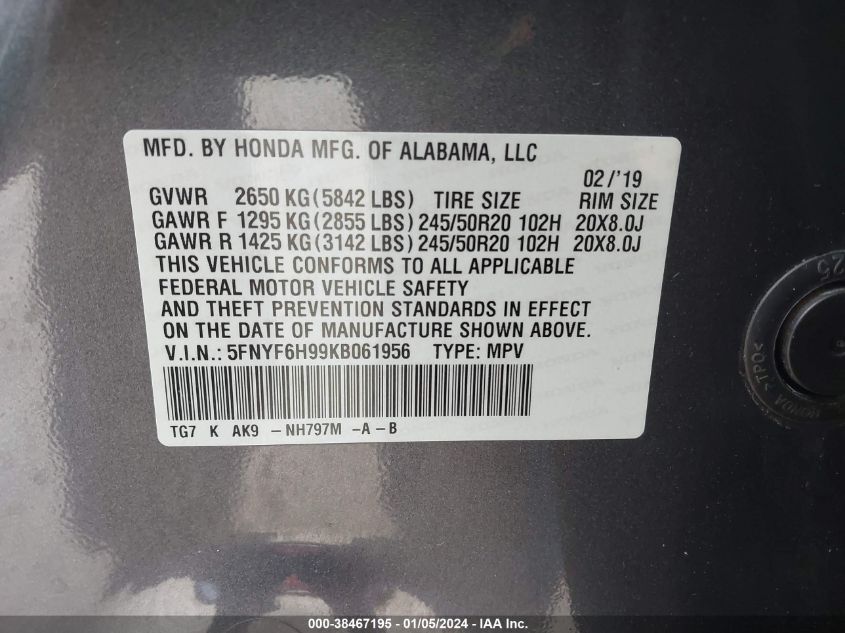 MFD. BY HONDA MFG. OF ALABAMA, LLC
02/'19
GVWR 2650 KG(5842 LBS) TIRE SIZE RIM SIZE
GAWR F 1295 KG(2855 LBS) 245/50R20 102H 20X8.0J
GAWR R 1425 KG(3142 LBS) 245/50R20 102H 20X8.0J
THIS VEHICLE CONFORMS TO ALL APPLICABLE
FEDERAL MOTOR VEHICLE SAFETY
AND THEFT PREVENTION STANDARDS IN EFFECT
ON THE DATE OF MANUFACTURE SHOWN ABOVE.
V.I.N.: 5FNYF6H99KB061956 TYPE: MPV
TG7 K AK9 -NH797M -A-B
25
HONDA >TPO<
000-38467195 - 01/05/2024 - IAA Inc.